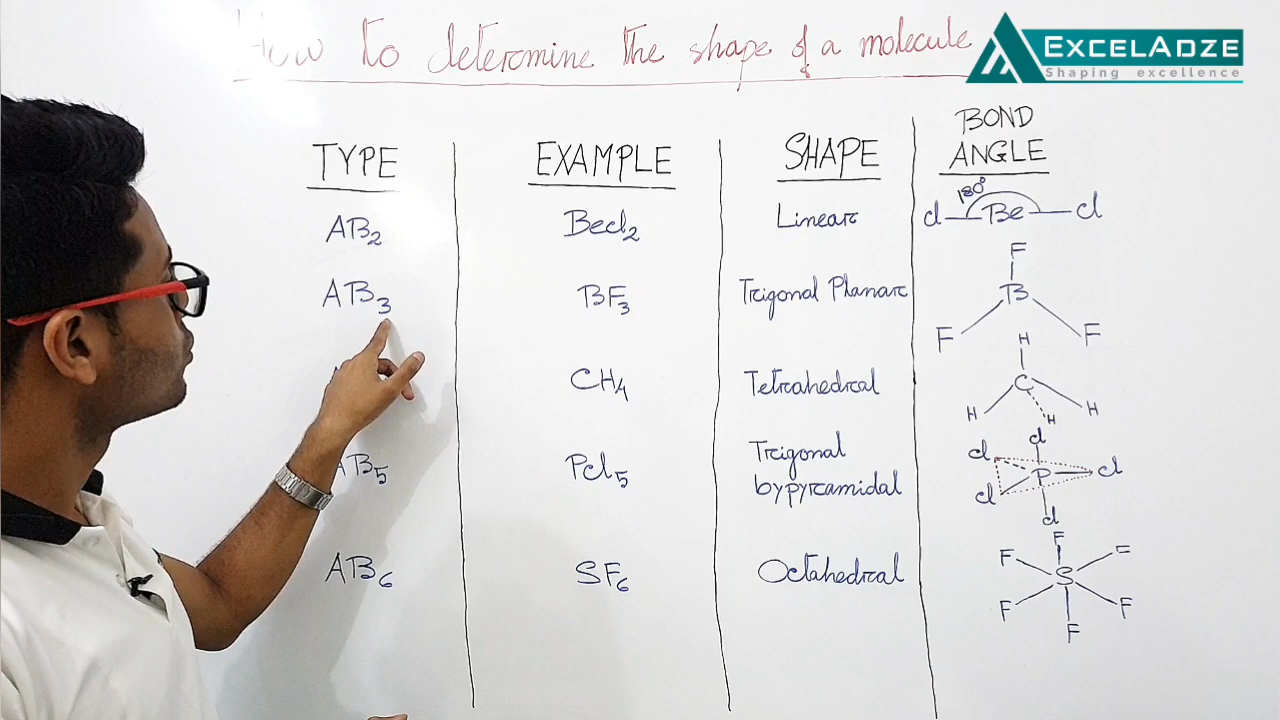 How to determine the shape of a molecule
EXCELADZE
Shaping excellence
TYPE EXAMPLE SHAPE BOND ANGLE
AB2 Becl2 Linear 180° cl Be cl
AB3 BF3 Trigonal Planar F B F F
CH4 Tetrahedral H C H H H
AB5 Pcl5 Trigonal bypyramidal cl cl P cl cl cl
AB6 SF6 Octahedral F F F S F F F